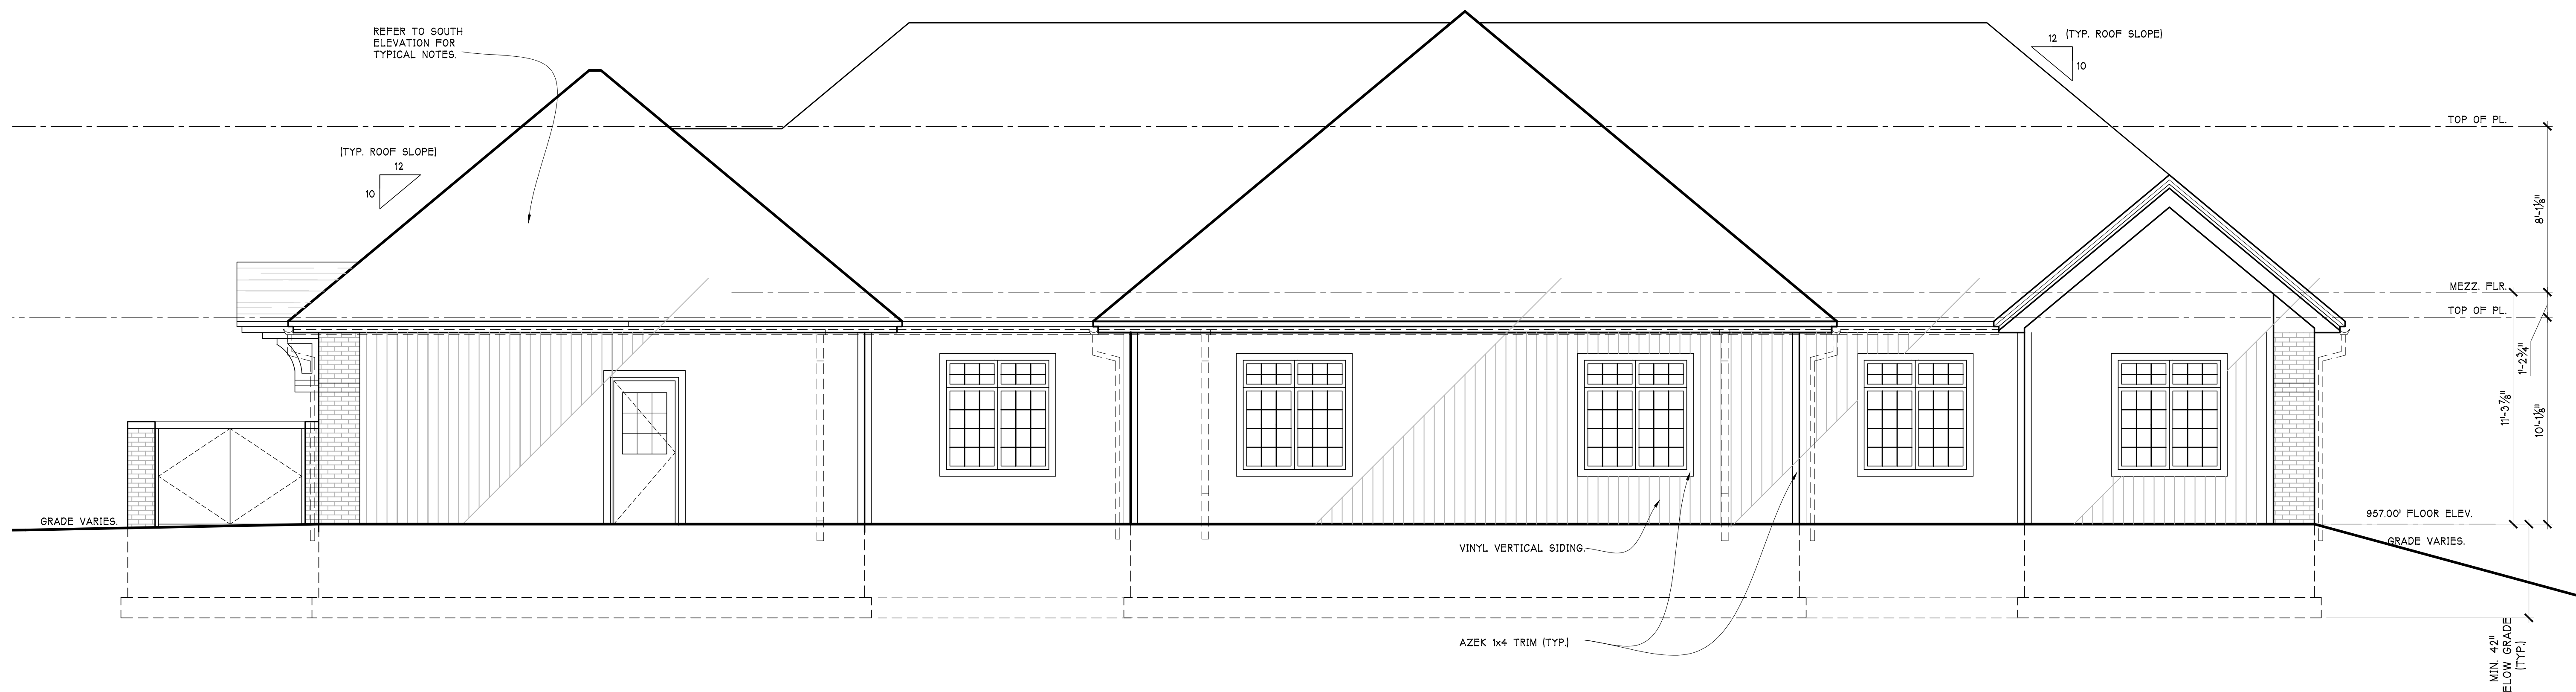 REFER TO SOUTH
ELEVATION FOR
TYPICAL NOTES.
12
(TYP. ROOF SLOPE)
10
TOP OF PL.
(TYP. ROOF SLOPE)
12
10
8'-1⅛"
MEZZ. FLR.
TOP OF PL.
1'-2¾"
11'-3⅞"
10'-1⅛"
GRADE VARIES.
957.00' FLOOR ELEV.
GRADE VARIES.
VINYL VERTICAL SIDING.
AZEK 1x4 TRIM (TYP.)
MIN. 42"
ELOW GRADE
(TYP.)